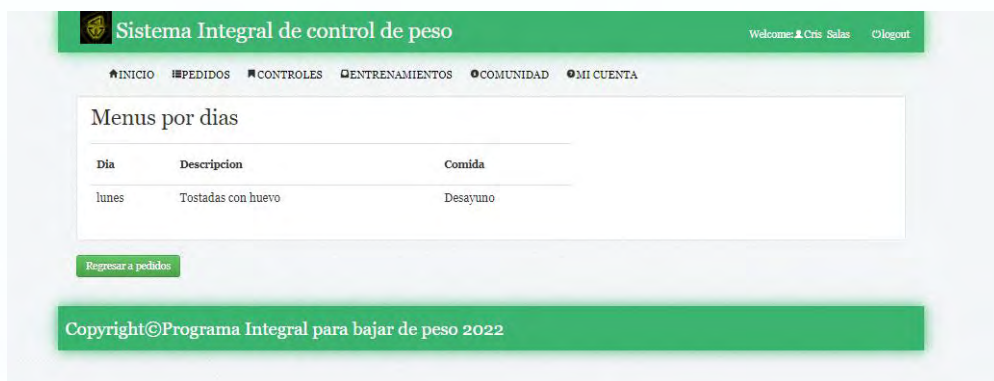 Sistema Integral de control de peso
Welcome: Cris Salas logout
INICIO PEDIDOS CONTROLES ENTRENAMIENTOS COMUNIDAD MI CUENTA
Menus por dias
Dia Descripcion Comida
lunes Tostadas con huevo Desayuno
Regresar a pedidos
Copyright©Programa Integral para bajar de peso 2022